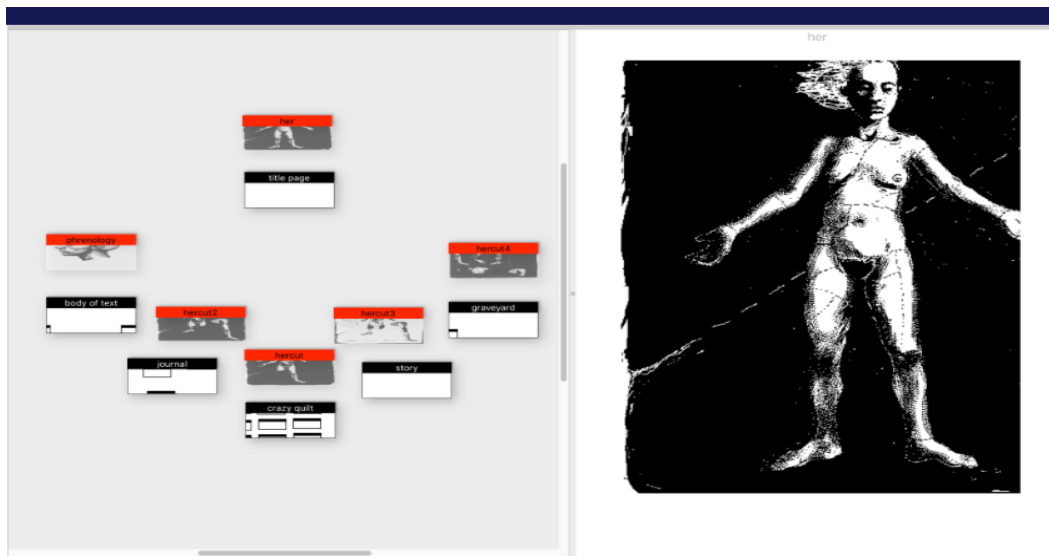 her
her
title page
phrenology
hercut4
body of text
graveyard
hercut2
hercut3
journal
hercut
story
crazy quilt